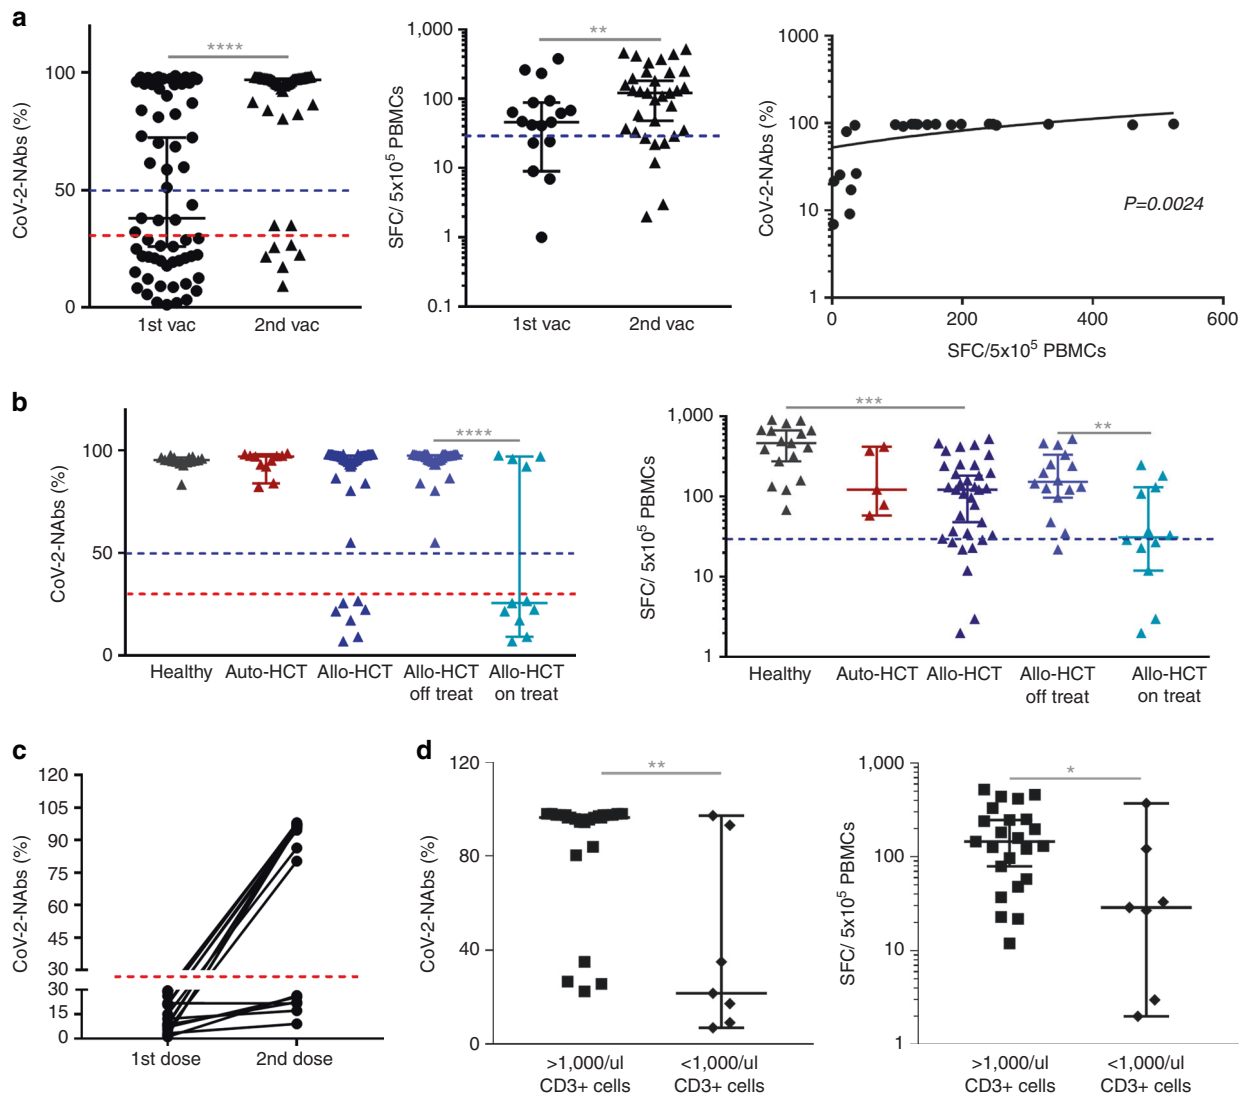 a
CoV-2-NAbs (%)
100
50
0
****
1st vac
2nd vac
SFC/ 5x10⁵ PBMCs
1,000
100
10
1
0.1
**
1st vac
2nd vac
CoV-2-NAbs (%)
1000
100
10
1
P=0.0024
0
200
400
600
SFC/5x10⁵ PBMCs
b
CoV-2-NAbs (%)
100
50
0
****
Healthy
Auto-HCT
Allo-HCT
Allo-HCT
off treat
Allo-HCT
on treat
SFC/ 5x10⁵ PBMCs
1,000
100
10
1
***
**
Healthy
Auto-HCT
Allo-HCT
Allo-HCT
off treat
Allo-HCT
on treat
c
CoV-2-NAbs (%)
120
105
90
75
60
45
30
30
15
0
1st dose
2nd dose
d
CoV-2-NAbs (%)
120
80
40
0
**
>1,000/ul
CD3+ cells
<1,000/ul
CD3+ cells
SFC/ 5x10⁵ PBMCs
1,000
100
10
1
*
>1,000/ul
CD3+ cells
<1,000/ul
CD3+ cells